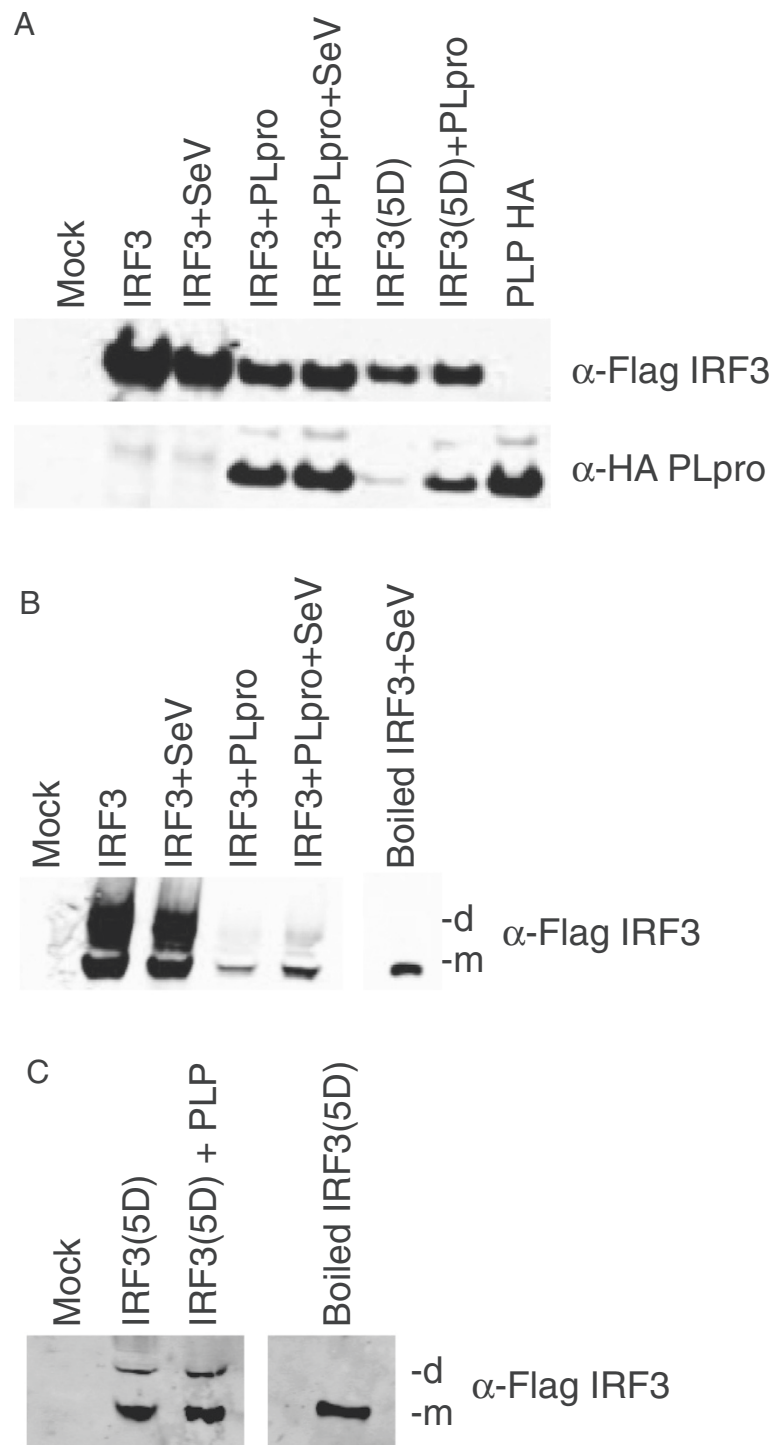 A
Mock
IRF3
IRF3+SeV
IRF3+PLpro
IRF3+PLpro+SeV
IRF3(5D)
IRF3(5D)+PLpro
PLP HA
α-Flag IRF3
α-HA PLpro
B
Mock
IRF3
IRF3+SeV
IRF3+PLpro
IRF3+PLpro+SeV
Boiled IRF3+SeV
-d
-m
α-Flag IRF3
C
Mock
IRF3(5D)
IRF3(5D) + PLP
Boiled IRF3(5D)
-d
-m
α-Flag IRF3